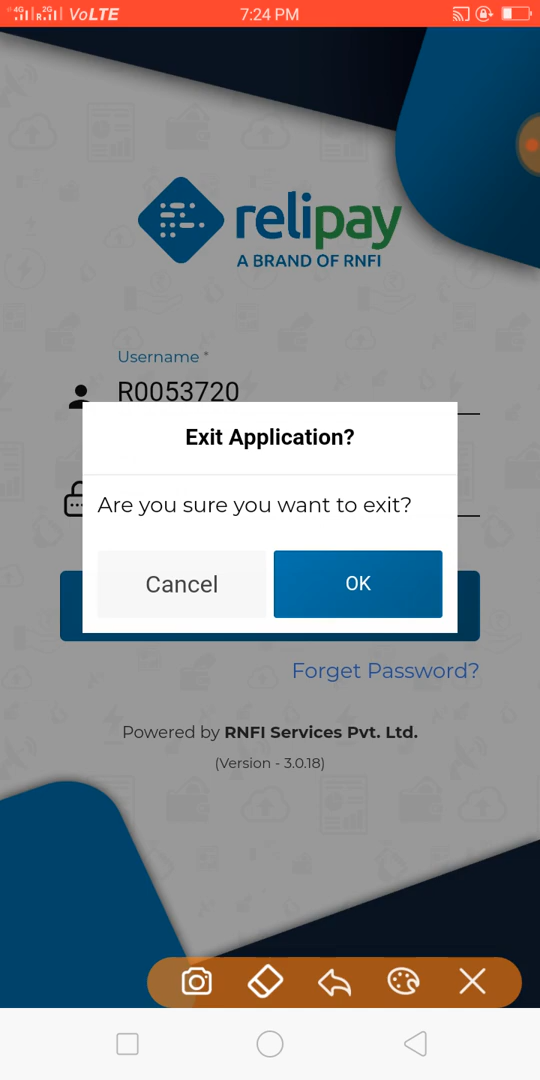 4G 2G R VoLTE 7:24 PM
relipay
A BRAND OF RNFI
Username *
R0053720
Exit Application?
Are you sure you want to exit?
Cancel OK
Forget Password?
Powered by RNFI Services Pvt. Ltd.
(Version - 3.0.18)